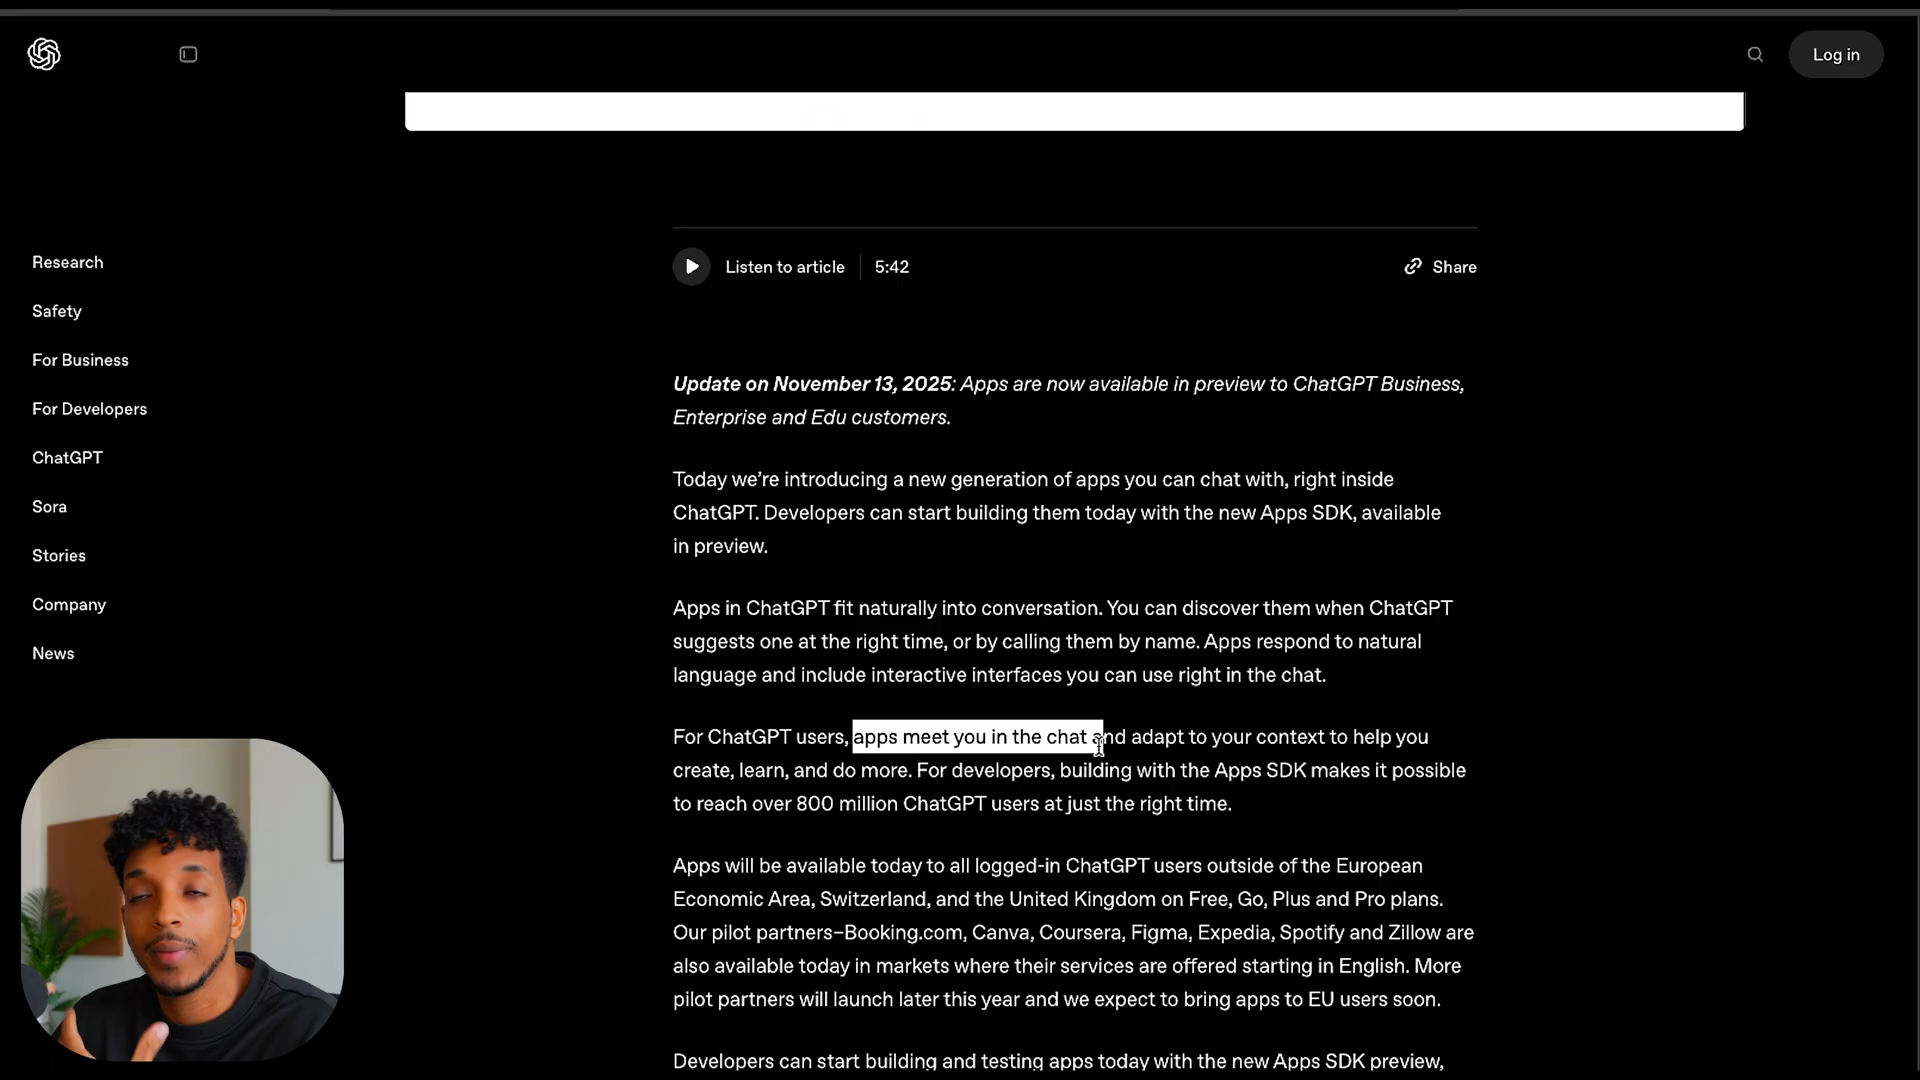 Log in
Research
Safety
For Business
For Developers
ChatGPT
Sora
Stories
Company
News
Listen to article
5:42
Share
Update on November 13, 2025: Apps are now available in preview to ChatGPT Business,
Enterprise and Edu customers.
Today we’re introducing a new generation of apps you can chat with, right inside
ChatGPT. Developers can start building them today with the new Apps SDK, available
in preview.
Apps in ChatGPT fit naturally into conversation. You can discover them when ChatGPT
suggests one at the right time, or by calling them by name. Apps respond to natural
language and include interactive interfaces you can use right in the chat.
For ChatGPT users, apps meet you in the chat and adapt to your context to help you
create, learn, and do more. For developers, building with the Apps SDK makes it possible
to reach over 800 million ChatGPT users at just the right time.
Apps will be available today to all logged-in ChatGPT users outside of the European
Economic Area, Switzerland, and the United Kingdom on Free, Go, Plus and Pro plans.
Our pilot partners–Booking.com, Canva, Coursera, Figma, Expedia, Spotify and Zillow are
also available today in markets where their services are offered starting in English. More
pilot partners will launch later this year and we expect to bring apps to EU users soon.
Developers can start building and testing apps today with the new Apps SDK preview,